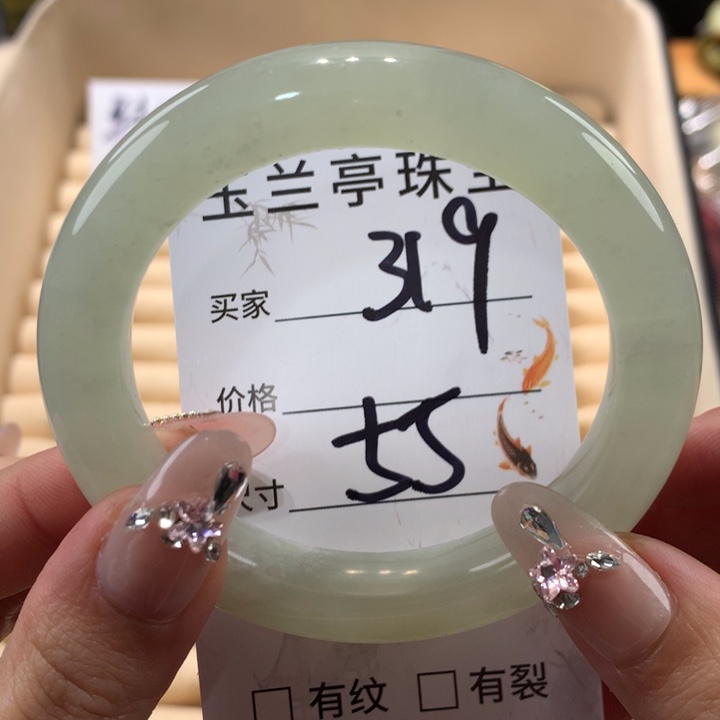 玉兰亭珠宝
买家 319
价格
尺寸 55
有纹 有裂